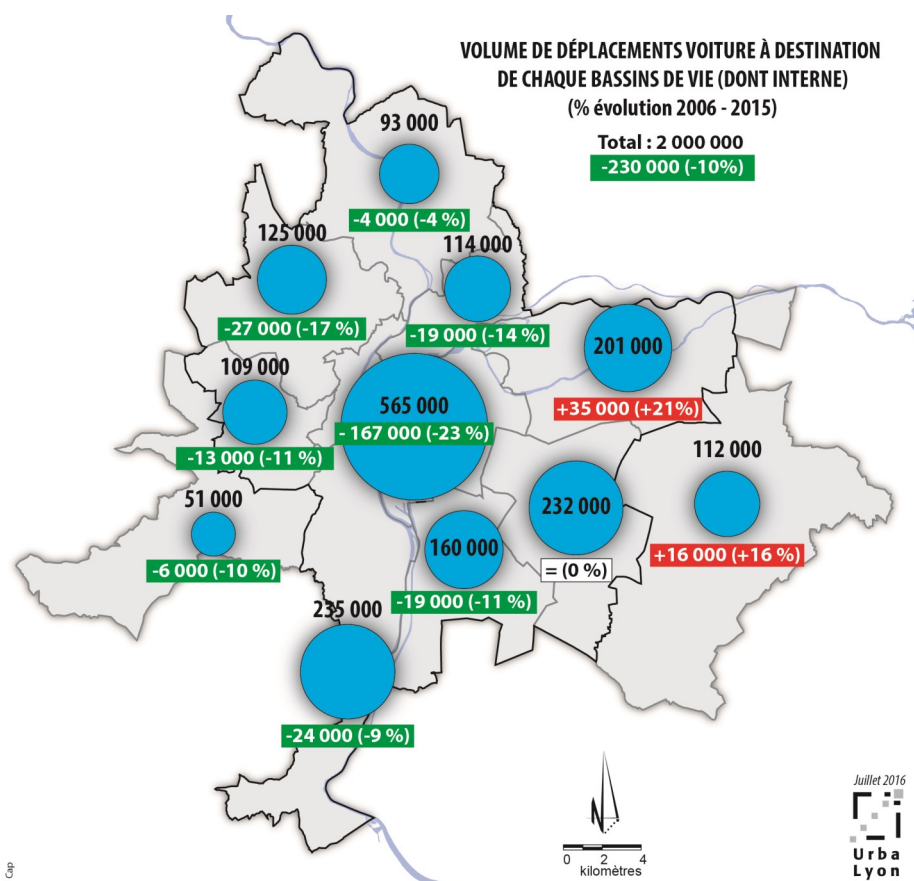 VOLUME DE DÉPLACEMENTS VOITURE À DESTINATION
DE CHAQUE BASSINS DE VIE (DONT INTERNE)
(% évolution 2006 - 2015)
Total : 2 000 000
-230 000 (-10%)
93 000
-4 000 (-4 %)
125 000
-27 000 (-17 %)
114 000
-19 000 (-14 %)
201 000
+35 000 (+21%)
109 000
-13 000 (-11 %)
565 000
- 167 000 (-23 %)
112 000
+16 000 (+16 %)
51 000
-6 000 (-10 %)
232 000
= (0 %)
160 000
-19 000 (-11 %)
235 000
-24 000 (-9 %)
N
0 2 4
kilomètres
Juillet 2016
Urba
Lyon
Cap